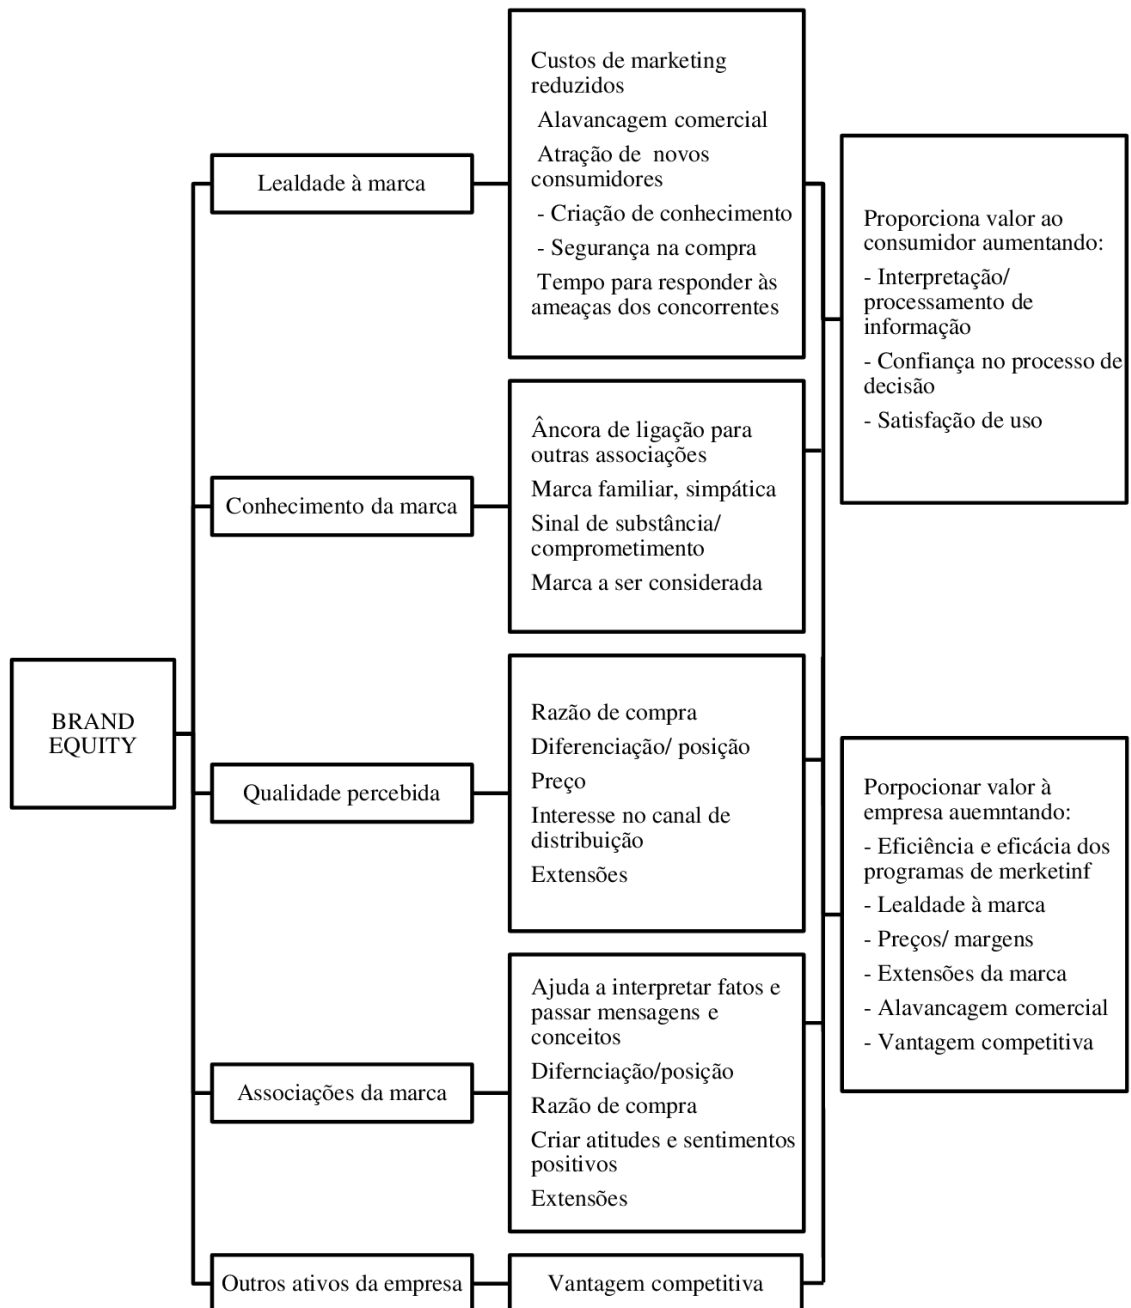 Custos de marketing
reduzidos
Alavancagem comercial
Atração de novos
consumidores
- Criação de conhecimento
- Segurança na compra
Tempo para responder às
ameaças dos concorrentes
Lealdade à marca
Proporciona valor ao
consumidor aumentando:
- Interpretação/
processamento de
informação
- Confiança no processo de
decisão
- Satisfação de uso
Âncora de ligação para
outras associações
Marca familiar, simpática
Sinal de substância/
comprometimento
Marca a ser considerada
Conhecimento da marca
BRAND
EQUITY
Razão de compra
Diferenciação/ posição
Preço
Interesse no canal de
distribuição
Extensões
Qualidade percebida
Porpocionar valor à
empresa auemntando:
- Eficiência e eficácia dos
programas de merketinf
- Lealdade à marca
- Preços/ margens
- Extensões da marca
- Alavancagem comercial
- Vantagem competitiva
Ajuda a interpretar fatos e
passar mensagens e
conceitos
Difernciação/posição
Razão de compra
Criar atitudes e sentimentos
positivos
Extensões
Associações da marca
Outros ativos da empresa
Vantagem competitiva